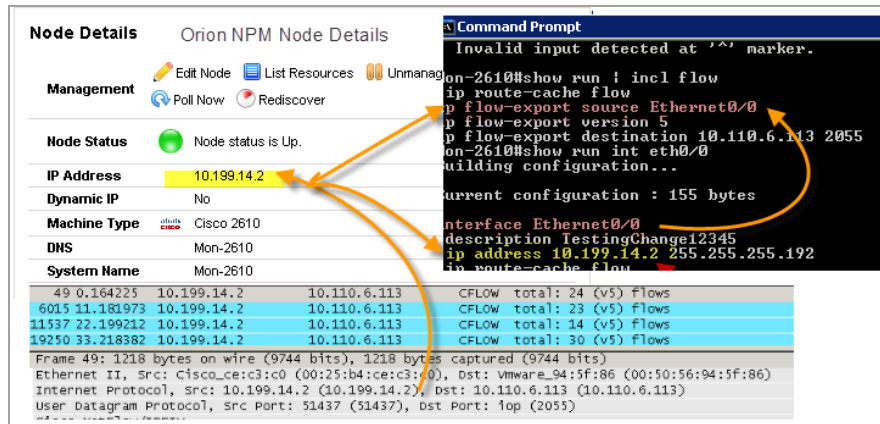 Node Details Orion NPM Node Details
Management Edit Node List Resources Unmanag
Poll Now Rediscover
Node Status Node status is Up.
IP Address 10.199.14.2
Dynamic IP No
Machine Type Cisco 2610
DNS Mon-2610
System Name Mon-2610
Command Prompt
Invalid input detected at '^' marker.
on-2610#show run | incl flow
ip route-cache flow
p flow-export source Ethernet0/0
p flow-export version 5
p flow-export destination 10.110.6.113 2055
on-2610#show run int eth0/0
uilding configuration...
urrent configuration : 155 bytes
nterface Ethernet0/0
description TestingChange12345
ip address 10.199.14.2 255.255.255.192
ip route-cache flow
49 0.164225 10.199.14.2 10.110.6.113 CFLOW total: 24 (v5) flows
6015 11.181973 10.199.14.2 10.110.6.113 CFLOW total: 23 (v5) flows
11537 22.199212 10.199.14.2 10.110.6.113 CFLOW total: 14 (v5) flows
19250 33.218382 10.199.14.2 10.110.6.113 CFLOW total: 30 (v5) flows
Frame 49: 1218 bytes on wire (9744 bits), 1218 bytes captured (9744 bits)
Ethernet II, Src: Cisco_ce:c3:c0 (00:25:b4:ce:c3:c0), Dst: Vmware_94:5f:86 (00:50:56:94:5f:86)
Internet Protocol, Src: 10.199.14.2 (10.199.14.2), Dst: 10.110.6.113 (10.110.6.113)
User Datagram Protocol, Src Port: 51437 (51437), Dst Port: iop (2055)